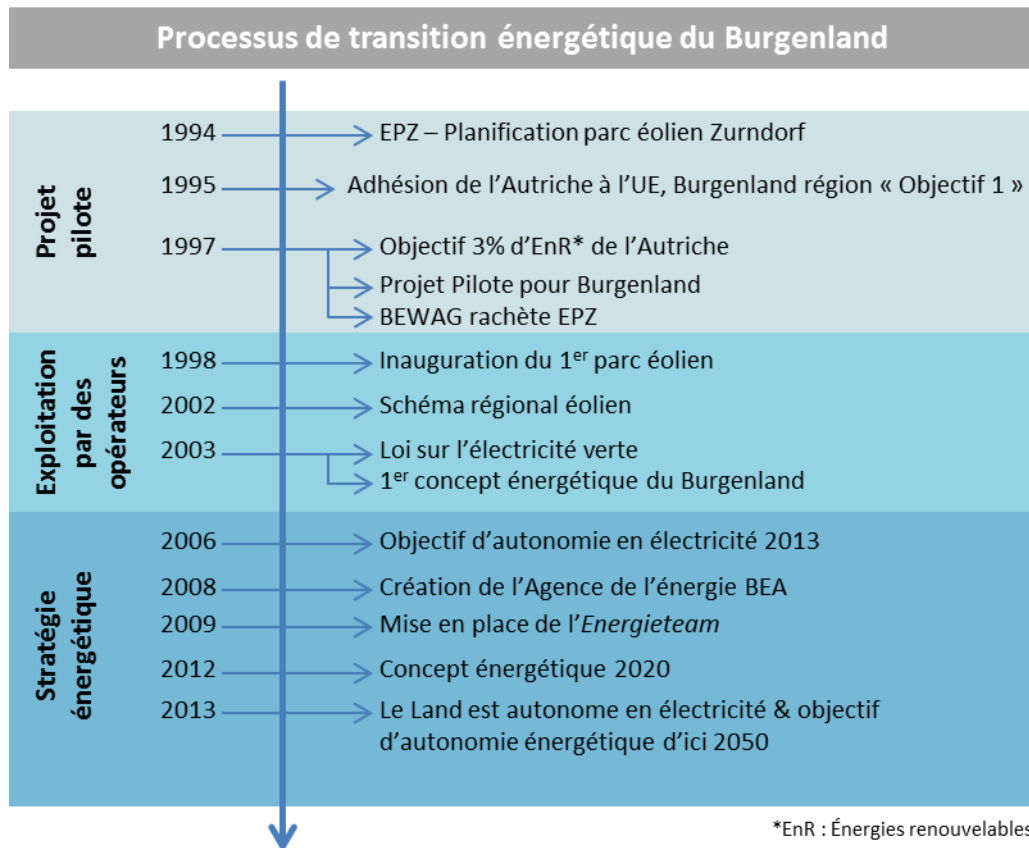 Processus de transition énergétique du Burgenland
Projet
pilote
1994 EPZ – Planification parc éolien Zurndorf
1995 Adhésion de l'Autriche à l'UE, Burgenland région « Objectif 1 »
1997 Objectif 3% d'EnR* de l'Autriche
Projet Pilote pour Burgenland
BEWAG rachète EPZ
Exploitation
par des
opérateurs
1998 Inauguration du 1er parc éolien
2002 Schéma régional éolien
2003 Loi sur l'électricité verte
1er concept énergétique du Burgenland
Stratégie
énergétique
2006 Objectif d'autonomie en électricité 2013
2008 Création de l'Agence de l'énergie BEA
2009 Mise en place de l'Energieteam
2012 Concept énergétique 2020
2013 Le Land est autonome en électricité & objectif
d'autonomie énergétique d'ici 2050
*EnR : Énergies renouvelables